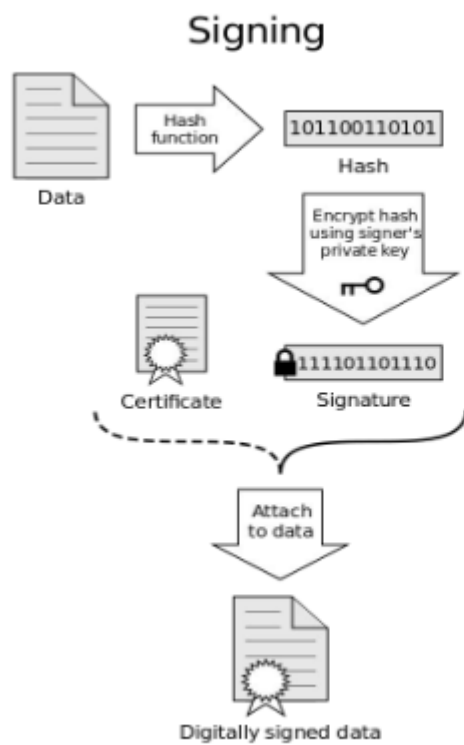 Signing
Hash
function
101100110101
Data
Hash
Encrypt hash
using signer's
private key
111101101110
Certificate
Signature
Attach
to data
Digitally signed data